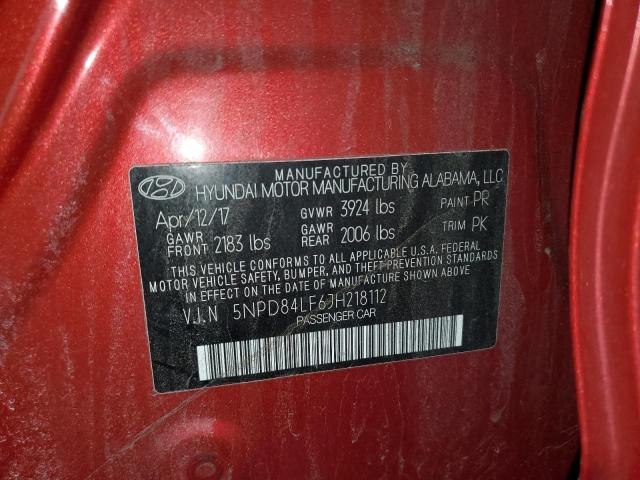 MANUFACTURED BY
HYUNDAI MOTOR MANUFACTURING ALABAMA, LLC
Apr/12/17 GVWR 3924 lbs PAINT PR
GAWR FRONT 2183 lbs GAWR REAR 2006 lbs TRIM PK
THIS VEHICLE CONFORMS TO ALL APPLICABLE U.S.A. FEDERAL
MOTOR VEHICLE SAFETY, BUMPER, AND THEFT PREVENTION STANDARDS
IN EFFECT ON THE DATE OF MANUFACTURE SHOWN ABOVE.
V.I.N 5NPD84LF6JH218112
PASSENGER CAR